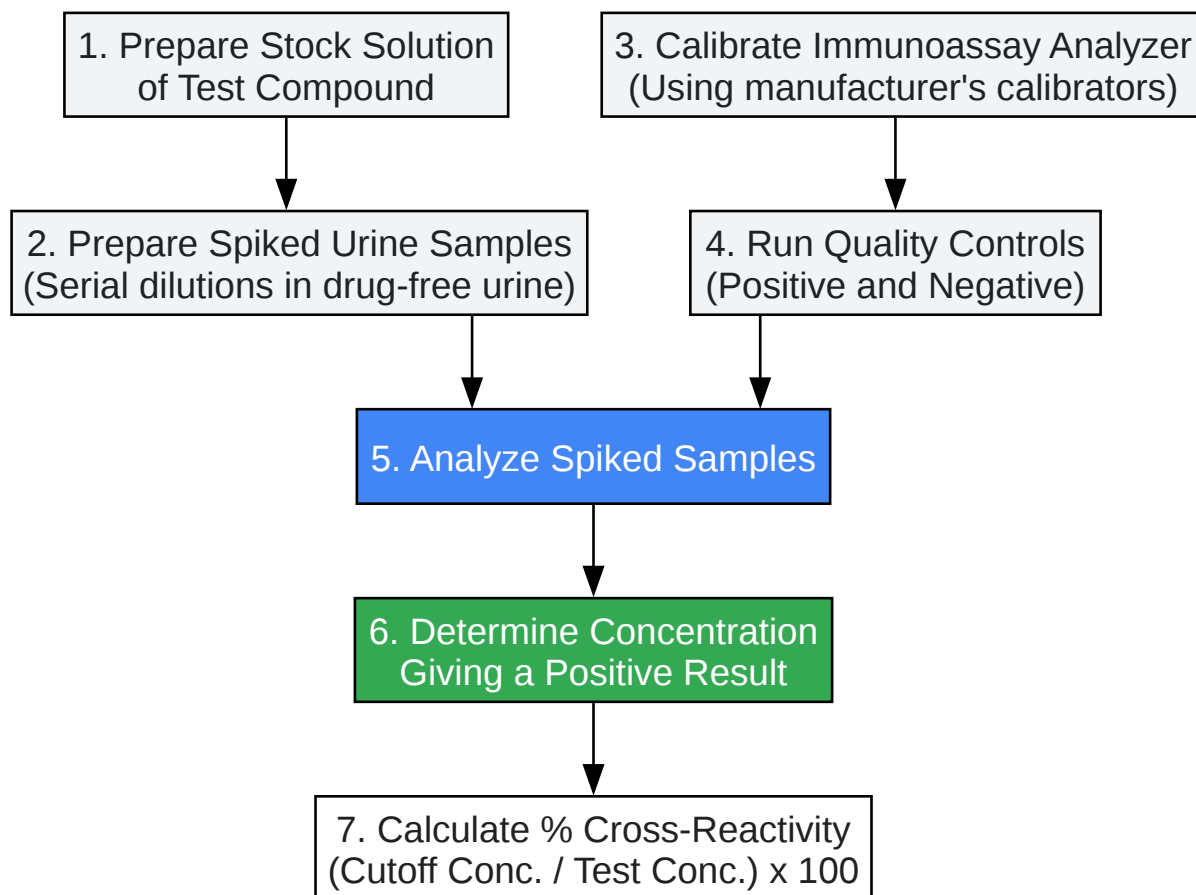 1. Prepare Stock Solution
of Test Compound
3. Calibrate Immunoassay Analyzer
(Using manufacturer's calibrators)
2. Prepare Spiked Urine Samples
(Serial dilutions in drug-free urine)
4. Run Quality Controls
(Positive and Negative)
5. Analyze Spiked Samples
6. Determine Concentration
Giving a Positive Result
7. Calculate % Cross-Reactivity
(Cutoff Conc. / Test Conc.) x 100